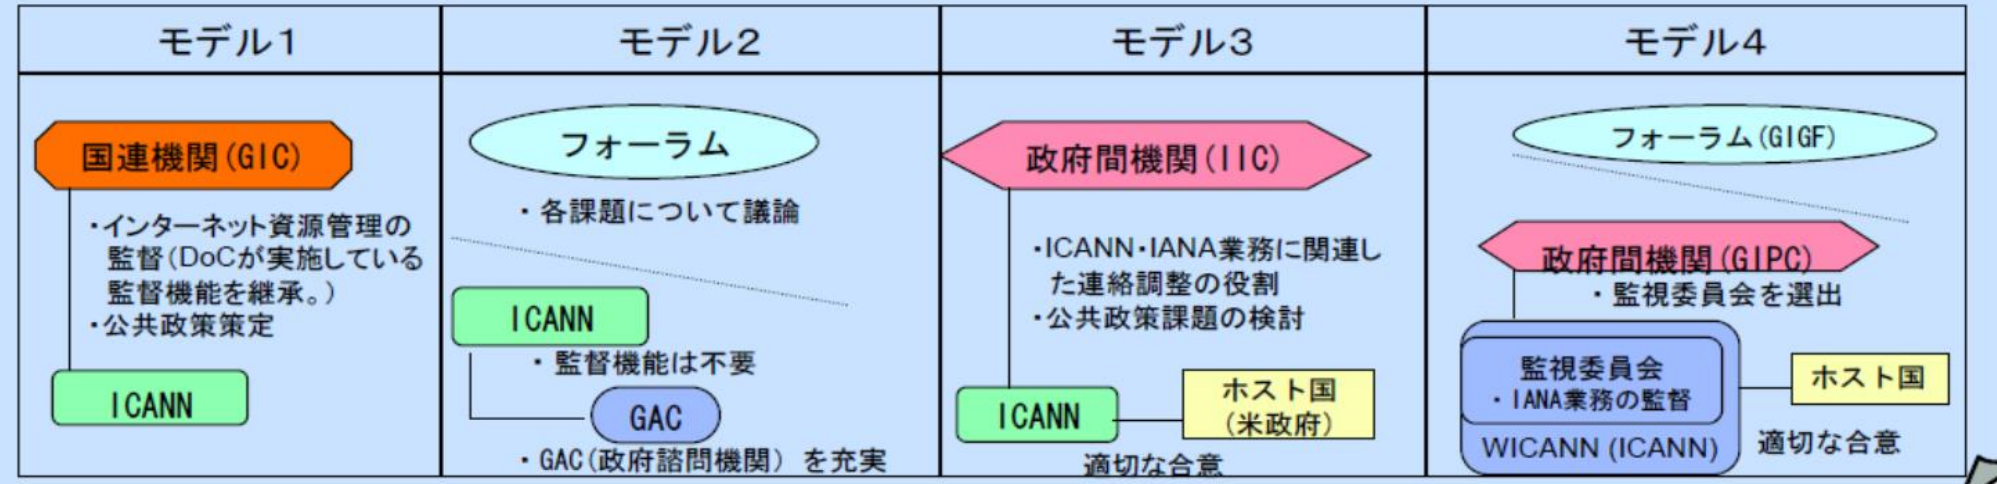 モデル1
モデル2
モデル3
モデル4
国連機関(GIC)
・インターネット資源管理の
監督(DoCが実施している
監督機能を継承。)
・公共政策策定
ICANN
フォーラム
・各課題について議論
ICANN
・監督機能は不要
GAC
・GAC(政府諮問機関）を充実
政府間機関(IIC)
・ICANN・IANA業務に関連し
た連絡調整の役割
・公共政策課題の検討
ICANN
ホスト国
（米政府）
適切な合意
フォーラム(GIGF)
政府間機関(GIPC)
・監視委員会を選出
監視委員会
・IANA業務の監督
WICANN (ICANN)
ホスト国
適切な合意